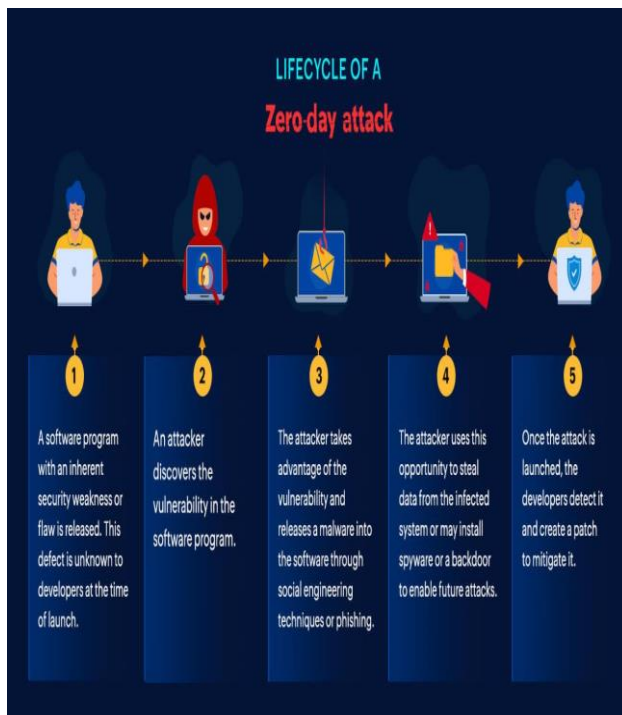 LIFECYCLE OF A
Zero-day attack
1
A software program
with an inherent
security weakness or
flaw is released. This
defect is unknown to
developers at the time
of launch.
2
An attacker
discovers the
vulnerability in the
software program.
3
The attacker takes
advantage of the
vulnerability and
releases a malware into
the software through
social engineering
techniques or phishing.
4
The attacker uses this
opportunity to steal
data from the infected
system or may install
spyware or a backdoor
to enable future attacks.
5
Once the attack is
launched, the
developers detect it
and create a patch
to mitigate it.